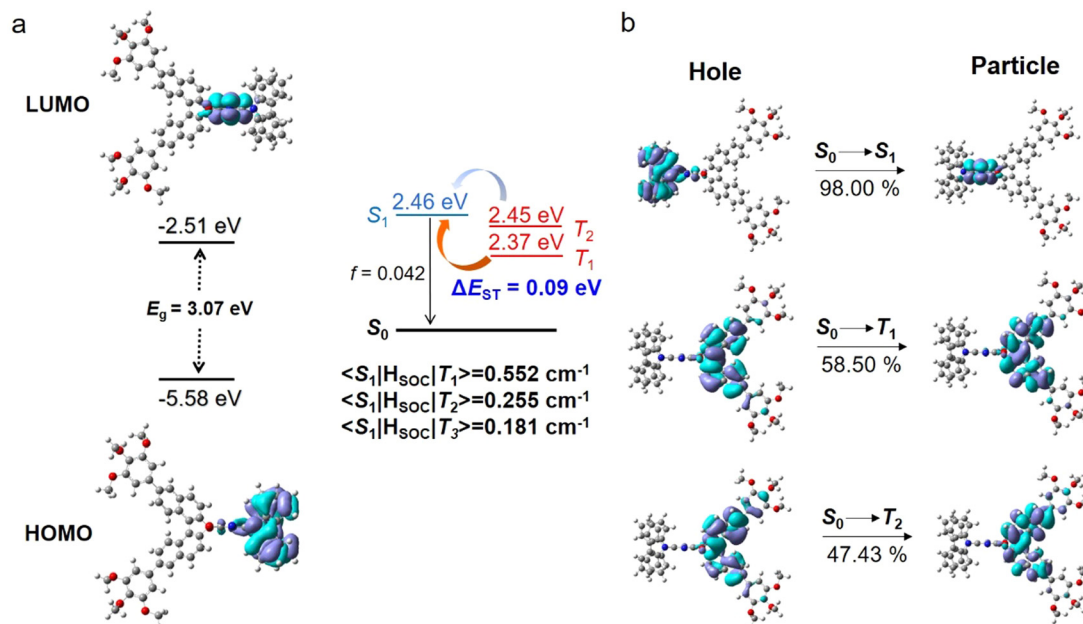 a
LUMO
-2.51 eV
Eg = 3.07 eV
-5.58 eV
HOMO
S1
2.46 eV
2.45 eV
T2
2.37 eV
T1
f = 0.042
ΔEST = 0.09 eV
S0
<S1|HSOC|T1>=0.552 cm-1
<S1|HSOC|T2>=0.255 cm-1
<S1|HSOC|T3>=0.181 cm-1
b
Hole
Particle
S0 → S1
98.00 %
S0 → T1
58.50 %
S0 → T2
47.43 %